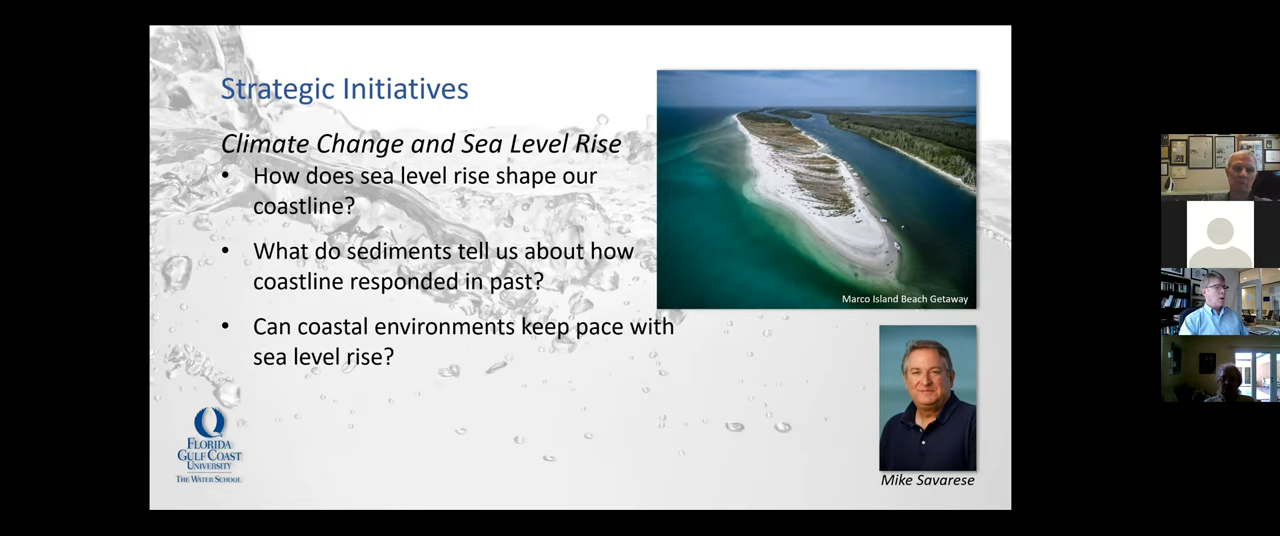 Strategic Initiatives
Climate Change and Sea Level Rise
• How does sea level rise shape our
coastline?
• What do sediments tell us about how
coastline responded in past?
• Can coastal environments keep pace with
sea level rise?
Marco Island Beach Getaway
Mike Savarese
FLORIDA
GULF COAST
UNIVERSITY
THE WATER SCHOOL